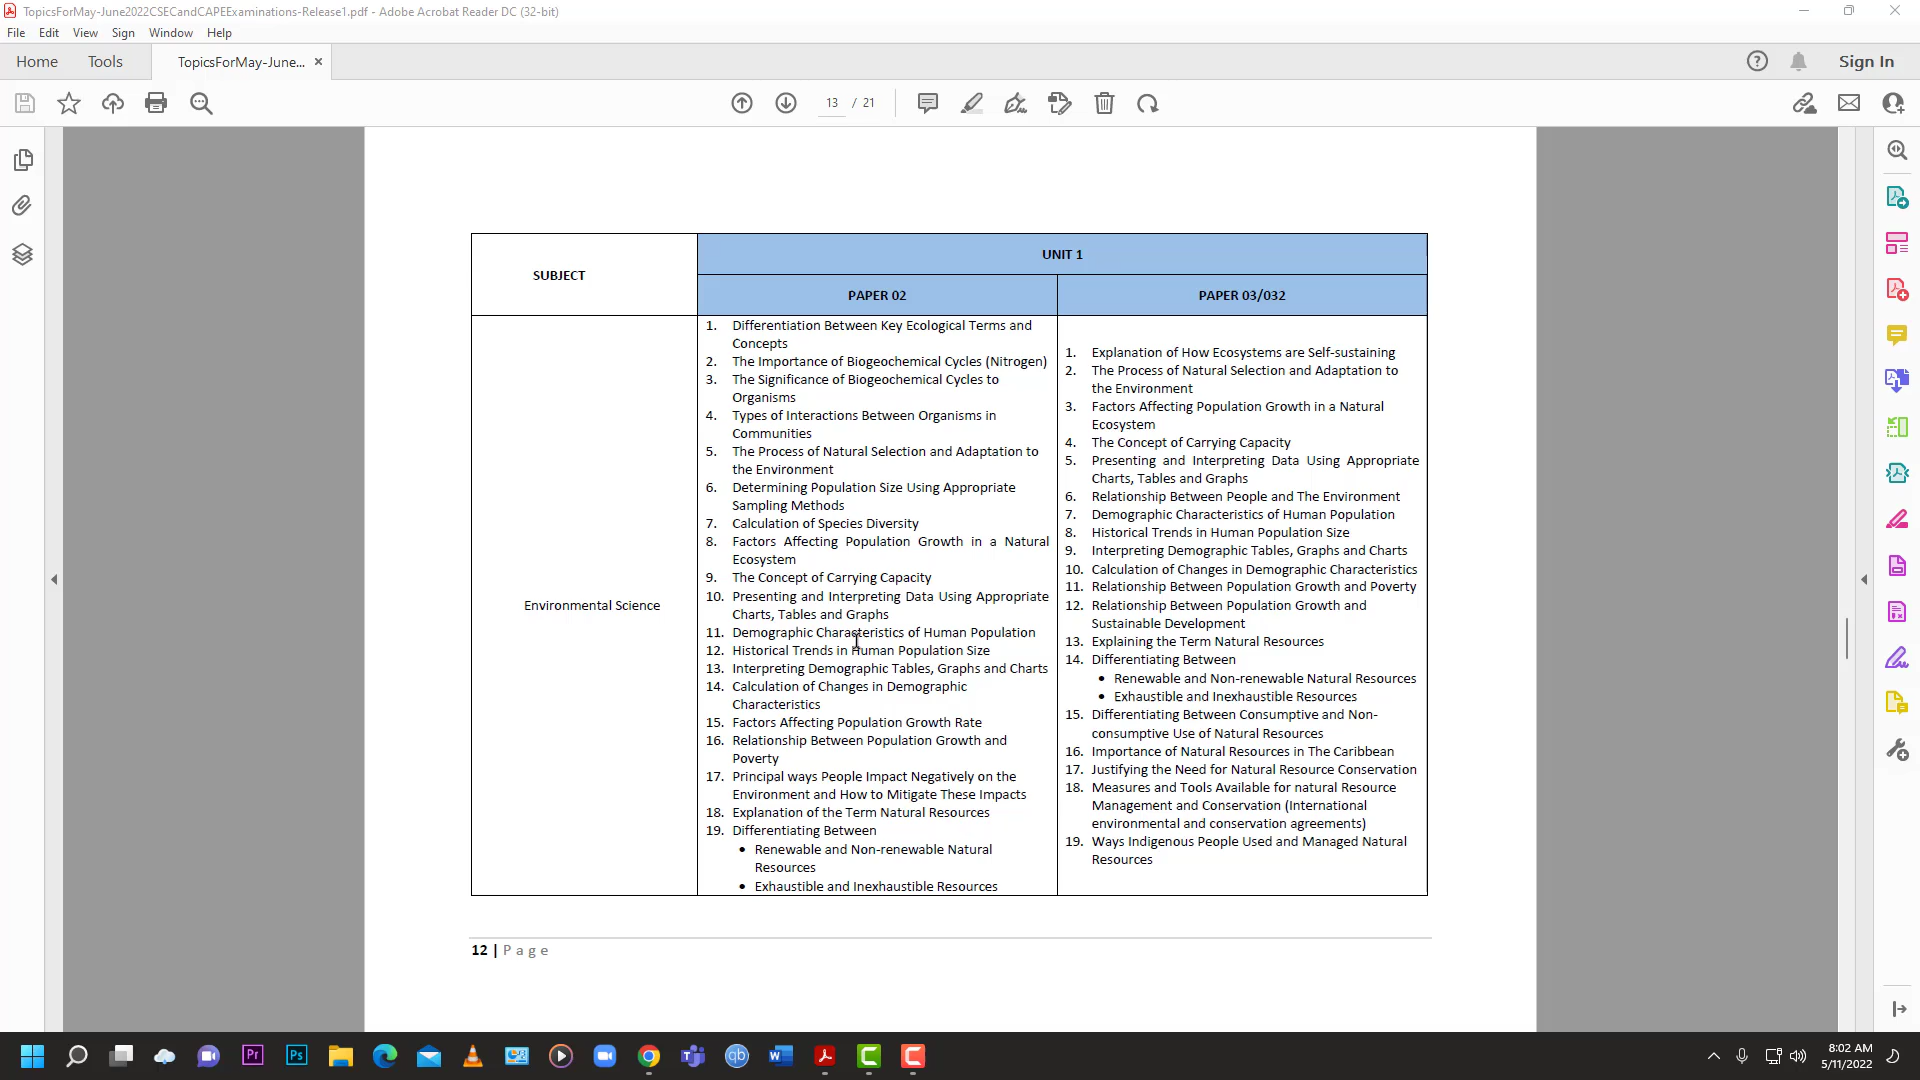 TopicsForMay-June2022CSECandCAPEExaminations-Release1.pdf - Adobe Acrobat Reader DC (32-bit)
File Edit View Sign Window Help
Home Tools TopicsForMay-June... × Sign In
13 / 21
SUBJECT
UNIT 1
PAPER 02
PAPER 03/032
Environmental Science
1. Differentiation Between Key Ecological Terms and
Concepts
2. The Importance of Biogeochemical Cycles (Nitrogen)
3. The Significance of Biogeochemical Cycles to
Organisms
4. Types of Interactions Between Organisms in
Communities
5. The Process of Natural Selection and Adaptation to
the Environment
6. Determining Population Size Using Appropriate
Sampling Methods
7. Calculation of Species Diversity
8. Factors Affecting Population Growth in a Natural
Ecosystem
9. The Concept of Carrying Capacity
10. Presenting and Interpreting Data Using Appropriate
Charts, Tables and Graphs
11. Demographic Characteristics of Human Population
12. Historical Trends in Human Population Size
13. Interpreting Demographic Tables, Graphs and Charts
14. Calculation of Changes in Demographic
Characteristics
15. Factors Affecting Population Growth Rate
16. Relationship Between Population Growth and
Poverty
17. Principal ways People Impact Negatively on the
Environment and How to Mitigate These Impacts
18. Explanation of the Term Natural Resources
19. Differentiating Between
• Renewable and Non-renewable Natural
Resources
• Exhaustible and Inexhaustible Resources
1. Explanation of How Ecosystems are Self-sustaining
2. The Process of Natural Selection and Adaptation to
the Environment
3. Factors Affecting Population Growth in a Natural
Ecosystem
4. The Concept of Carrying Capacity
5. Presenting and Interpreting Data Using Appropriate
Charts, Tables and Graphs
6. Relationship Between People and The Environment
7. Demographic Characteristics of Human Population
8. Historical Trends in Human Population Size
9. Interpreting Demographic Tables, Graphs and Charts
10. Calculation of Changes in Demographic Characteristics
11. Relationship Between Population Growth and Poverty
12. Relationship Between Population Growth and
Sustainable Development
13. Explaining the Term Natural Resources
14. Differentiating Between
• Renewable and Non-renewable Natural Resources
• Exhaustible and Inexhaustible Resources
15. Differentiating Between Consumptive and Non-
consumptive Use of Natural Resources
16. Importance of Natural Resources in The Caribbean
17. Justifying the Need for Natural Resource Conservation
18. Measures and Tools Available for natural Resource
Management and Conservation (International
environmental and conservation agreements)
19. Ways Indigenous People Used and Managed Natural
Resources
12 | Page
Pr
Ps
qb
8:02 AM
5/11/2022